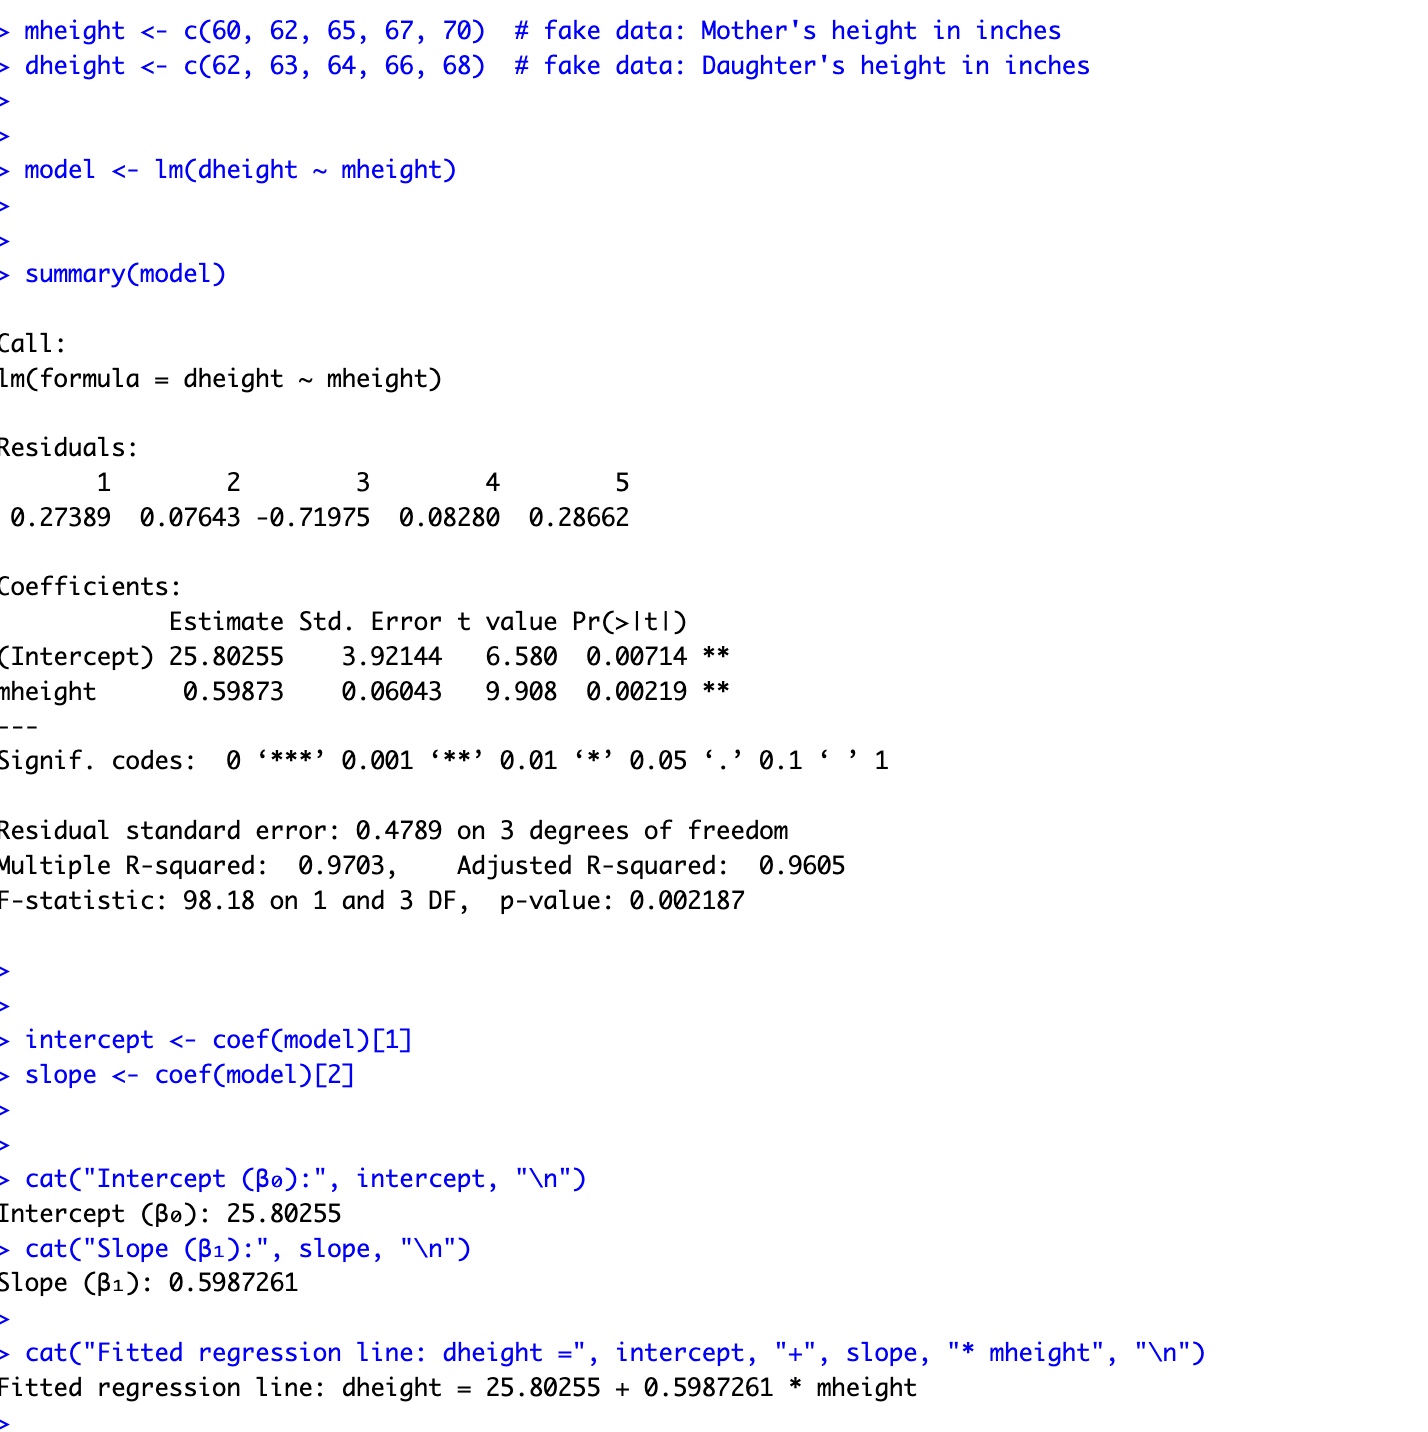 > mheight <- c(60, 62, 65, 67, 70)  # fake data: Mother's height in inches
> dheight <- c(62, 63, 64, 66, 68)  # fake data: Daughter's height in inches
>
>
> model <- lm(dheight ~ mheight)
>
>
> summary(model)
Call:
lm(formula = dheight ~ mheight)
Residuals:
       1        2        3        4        5
 0.27389  0.07643 -0.71975  0.08280  0.28662
Coefficients:
            Estimate Std. Error t value Pr(>|t|)
(Intercept) 25.80255    3.92144   6.580  0.00714 **
mheight      0.59873    0.06043   9.908  0.00219 **
---
Signif. codes:  0 ‘***’ 0.001 ‘**’ 0.01 ‘*’ 0.05 ‘.’ 0.1 ‘ ’ 1
Residual standard error: 0.4789 on 3 degrees of freedom
Multiple R-squared:  0.9703,    Adjusted R-squared:  0.9605
F-statistic: 98.18 on 1 and 3 DF,  p-value: 0.002187
>
>
> intercept <- coef(model)[1]
> slope <- coef(model)[2]
>
>
> cat("Intercept (β₀):", intercept, "\n")
Intercept (β₀): 25.80255
> cat("Slope (β₁):", slope, "\n")
Slope (β₁): 0.5987261
>
> cat("Fitted regression line: dheight =", intercept, "+", slope, "* mheight", "\n")
Fitted regression line: dheight = 25.80255 + 0.5987261 * mheight
>